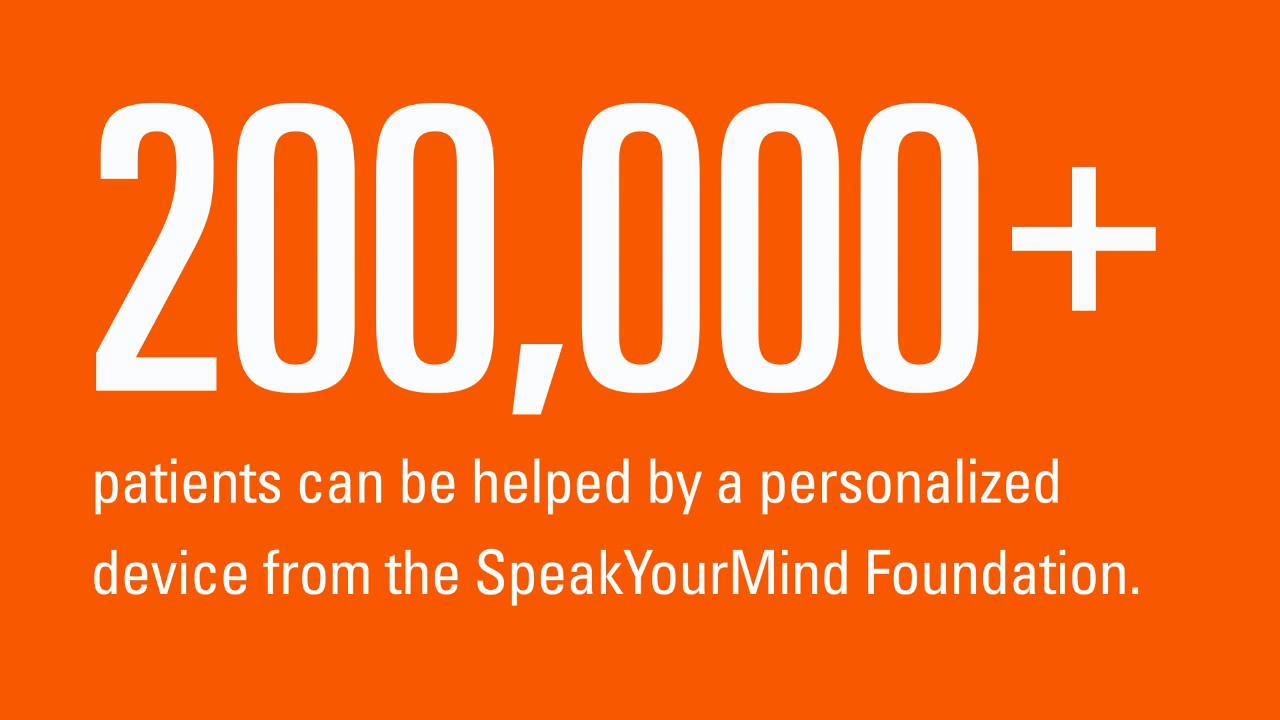 200,000+
patients can be helped by a personalized
device from the SpeakYourMind Foundation.